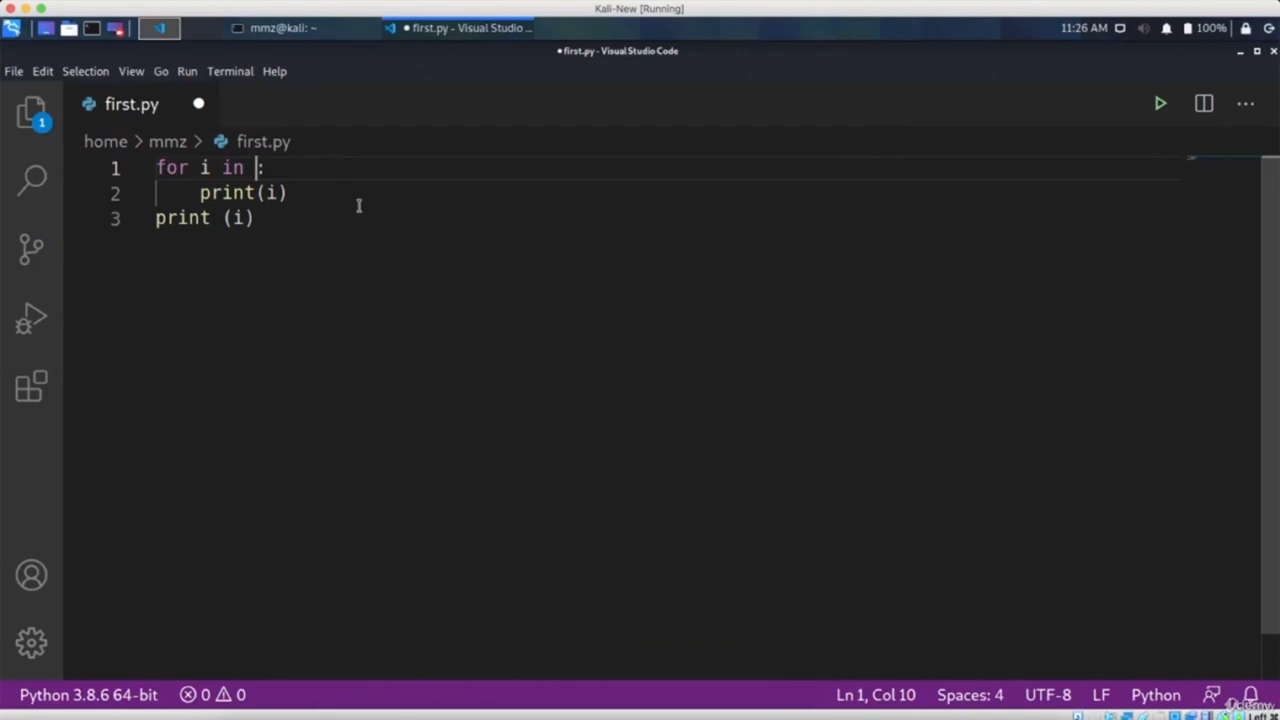 Kali-New [Running]
mmz@kali: ~
first.py - Visual Studio ...
11:26 AM
100%
first.py - Visual Studio Code
File Edit Selection View Go Run Terminal Help
first.py
home > mmz > first.py
1 for i in :
2 print(i)
3 print (i)
1
Python 3.8.6 64-bit 0 0 Ln 1, Col 10 Spaces: 4 UTF-8 LF Python
Udemy
Left ⌘